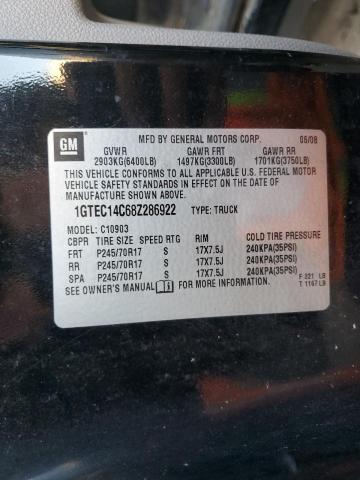 MFD. BY GENERAL MOTORS CORP. 06/08
GM
GVWR GAWR FRT GAWR RR
2903KG(6400LB) 1497KG(3300LB) 1701KG(3750LB)
THIS VEHICLE CONFORMS TO ALL APPLICABLE U.S. FEDERAL MOTOR
VEHICLE SAFETY STANDARDS IN EFFECT ON THE DATE OF
MANUFACTURE SHOWN ABOVE.
1GTEC14C68Z286922 TYPE: TRUCK
MODEL: C10903
CBPR TIRE SIZE SPEED RTG RIM COLD TIRE PRESSURE
FRT P245/70R17 S 17X7.5J 240KPA(35PSI)
RR P245/70R17 S 17X7.5J 240KPA(35PSI)
SPA P245/70R17 S 17X7.5J 240KPA(35PSI)
SEE OWNER'S MANUAL FOR MORE INFORMATION.
F 221 LB
T 1167 LB